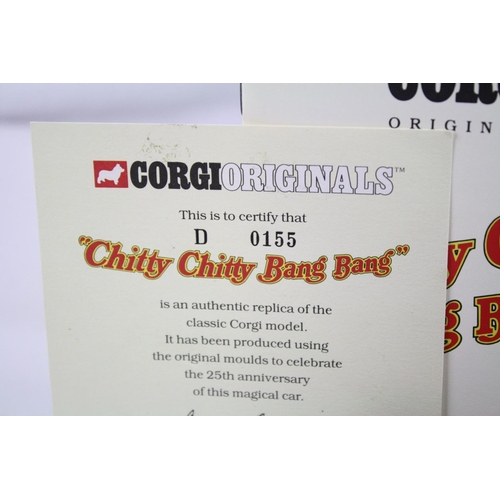 ORIGIN
CORGIORIGINALS™
This is to certify that
D 0155
"Chitty Chitty Bang Bang"
is an authentic replica of the
classic Corgi model.
It has been produced using
the original moulds to celebrate
the 25th anniversary
of this magical car.